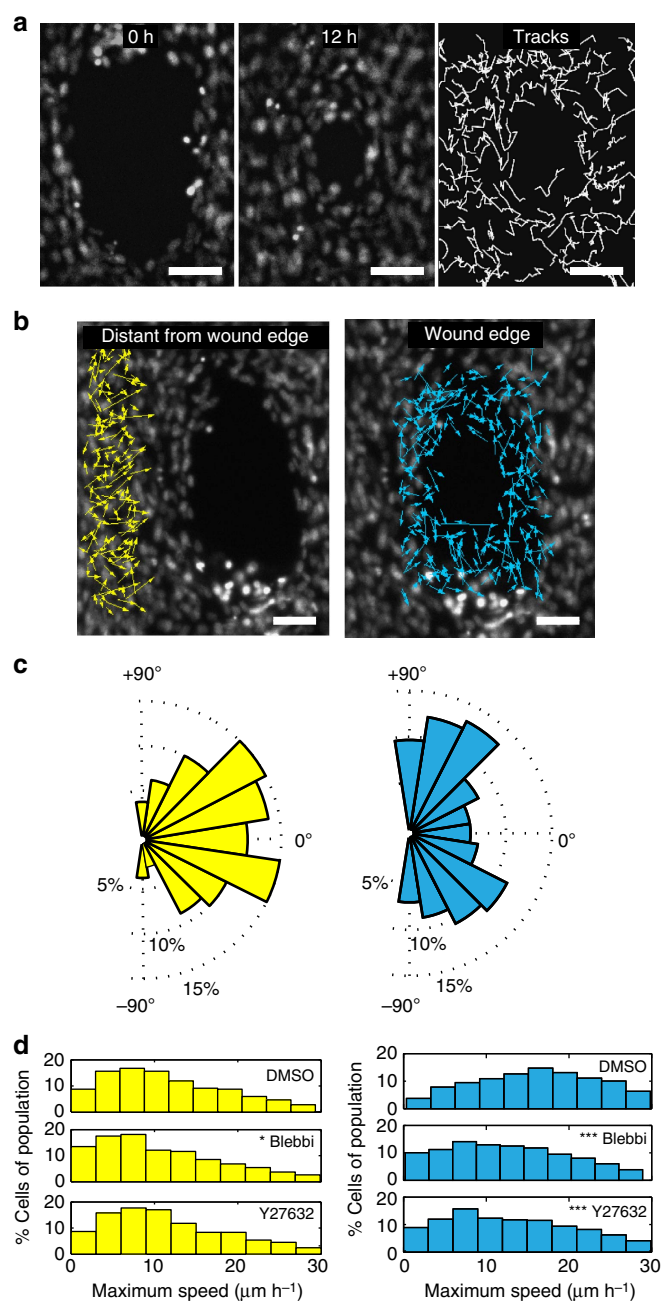 a
0 h
12 h
Tracks
b
Distant from wound edge
Wound edge
c
+90°
0°
5%
10%
15%
–90°
+90°
0°
5%
10%
15%
–90°
d
% Cells of population
20
10
0
DMSO
20
10
0
* Blebbi
20
10
0
Y27632
0 10 20 30
Maximum speed (μm h⁻¹)
% Cells of population
20
10
0
DMSO
20
10
0
*** Blebbi
20
10
0
*** Y27632
0 10 20 30
Maximum speed (μm h⁻¹)